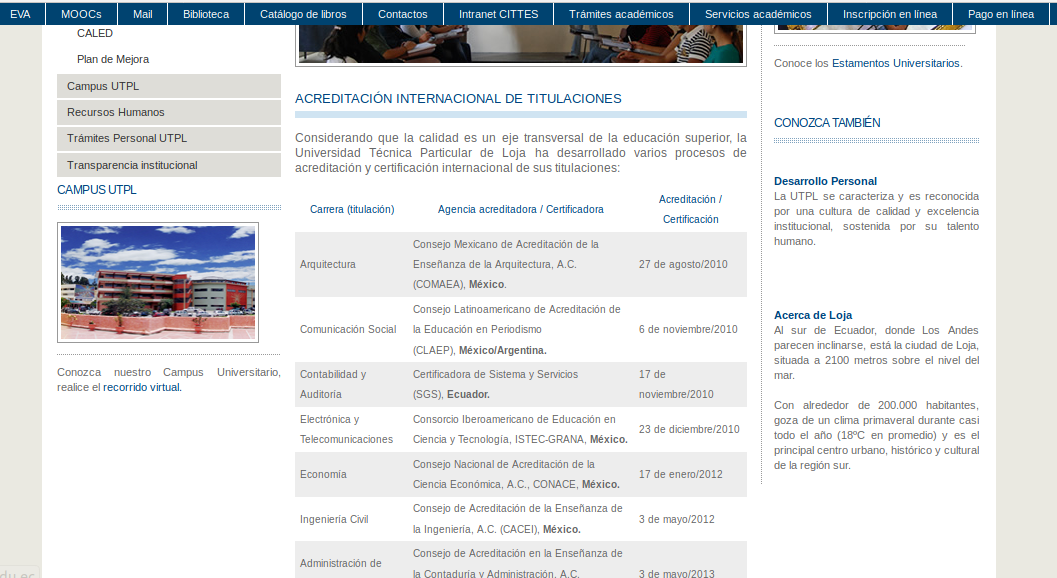 EVA MOOCs Mail Biblioteca Catálogo de libros Contactos Intranet CITTES Trámites académicos Servicios académicos Inscripción en línea Pago en línea
CALED
Plan de Mejora
Campus UTPL
Recursos Humanos
Trámites Personal UTPL
Transparencia institucional
CAMPUS UTPL
Conozca nuestro Campus Universitario,
realice el recorrido virtual.
ACREDITACIÓN INTERNACIONAL DE TITULACIONES
Considerando que la calidad es un eje transversal de la educación superior, la
Universidad Técnica Particular de Loja ha desarrollado varios procesos de
acreditación y certificación internacional de sus titulaciones:
Carrera (titulación)
Agencia acreditadora / Certificadora
Acreditación /
Certificación
Arquitectura
Consejo Mexicano de Acreditación de la
Enseñanza de la Arquitectura, A.C.
(COMAEA), México.
27 de agosto/2010
Comunicación Social
Consejo Latinoamericano de Acreditación de
la Educación en Periodismo
(CLAEP), México/Argentina.
6 de noviembre/2010
Contabilidad y
Auditoría
Certificadora de Sistema y Servicios
(SGS), Ecuador.
17 de
noviembre/2010
Electrónica y
Telecomunicaciones
Consorcio Iberoamericano de Educación en
Ciencia y Tecnología, ISTEC-GRANA, México.
23 de diciembre/2010
Economía
Consejo Nacional de Acreditación de la
Ciencia Económica, A.C., CONACE, México.
17 de enero/2012
Ingeniería Civil
Consejo de Acreditación de la Enseñanza de
la Ingeniería, A.C. (CACEI), México.
3 de mayo/2012
Administración de
Consejo de Acreditación en la Enseñanza de
la Contaduría y Administración, A.C.
3 de mayo/2013
Conoce los Estamentos Universitarios.
CONOZCA TAMBIÉN
Desarrollo Personal
La UTPL se caracteriza y es reconocida
por una cultura de calidad y excelencia
institucional, sostenida por su talento
humano.
Acerca de Loja
Al sur de Ecuador, donde Los Andes
parecen inclinarse, está la ciudad de Loja,
situada a 2100 metros sobre el nivel del
mar.
Con alrededor de 200.000 habitantes,
goza de un clima primaveral durante casi
todo el año (18ºC en promedio) y es el
principal centro urbano, histórico y cultural
de la región sur.